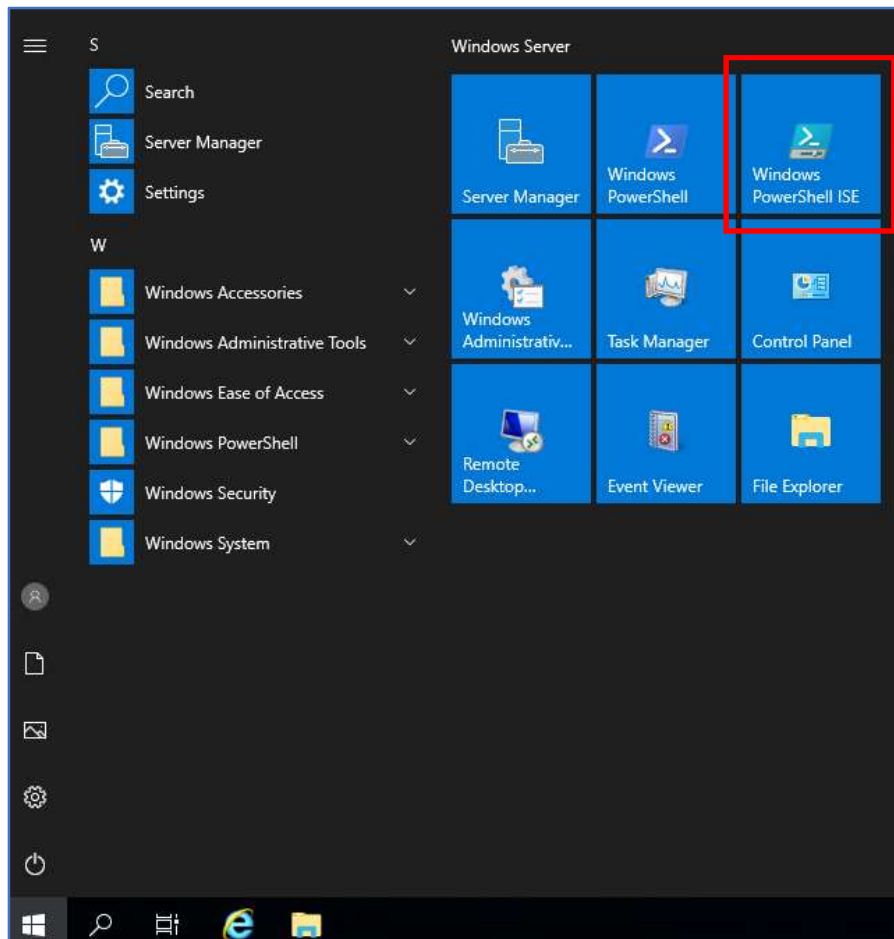 S
Search
Server Manager
Settings
W
Windows Accessories
Windows Administrative Tools
Windows Ease of Access
Windows PowerShell
Windows Security
Windows System
Windows Server
Server Manager
Windows
PowerShell
Windows
PowerShell ISE
Windows
Administrativ...
Task Manager
Control Panel
Remote
Desktop...
Event Viewer
File Explorer